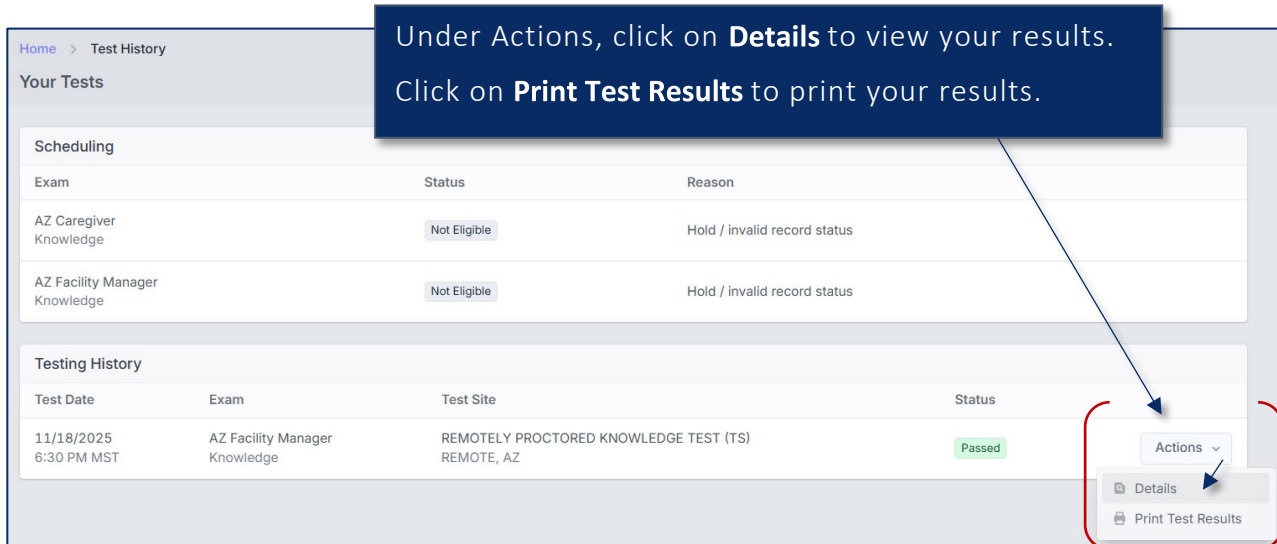 Under Actions, click on Details to view your results.
Click on Print Test Results to print your results.
Home > Test History
Your Tests
Scheduling
Exam Status Reason
AZ Caregiver
Knowledge
Not Eligible
Hold / invalid record status
AZ Facility Manager
Knowledge
Not Eligible
Hold / invalid record status
Testing History
Test Date Exam Test Site Status
11/18/2025
6:30 PM MST
AZ Facility Manager
Knowledge
REMOTELY PROCTORED KNOWLEDGE TEST (TS)
REMOTE, AZ
Passed
Actions
Details
Print Test Results